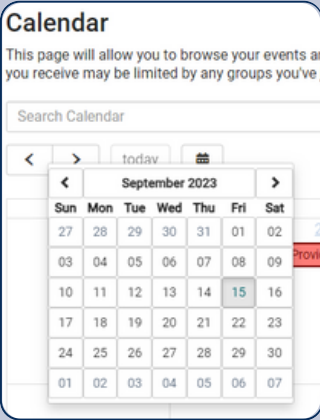 Calendar
This page will allow you to browse your events
you receive may be limited by any groups you've
Search Calendar
< > today
< September 2023 >
Sun Mon Tue Wed Thu Fri Sat
27 28 29 30 31 01 02
03 04 05 06 07 08 09
10 11 12 13 14 15 16
17 18 19 20 21 22 23
24 25 26 27 28 29 30
01 02 03 04 05 06 07